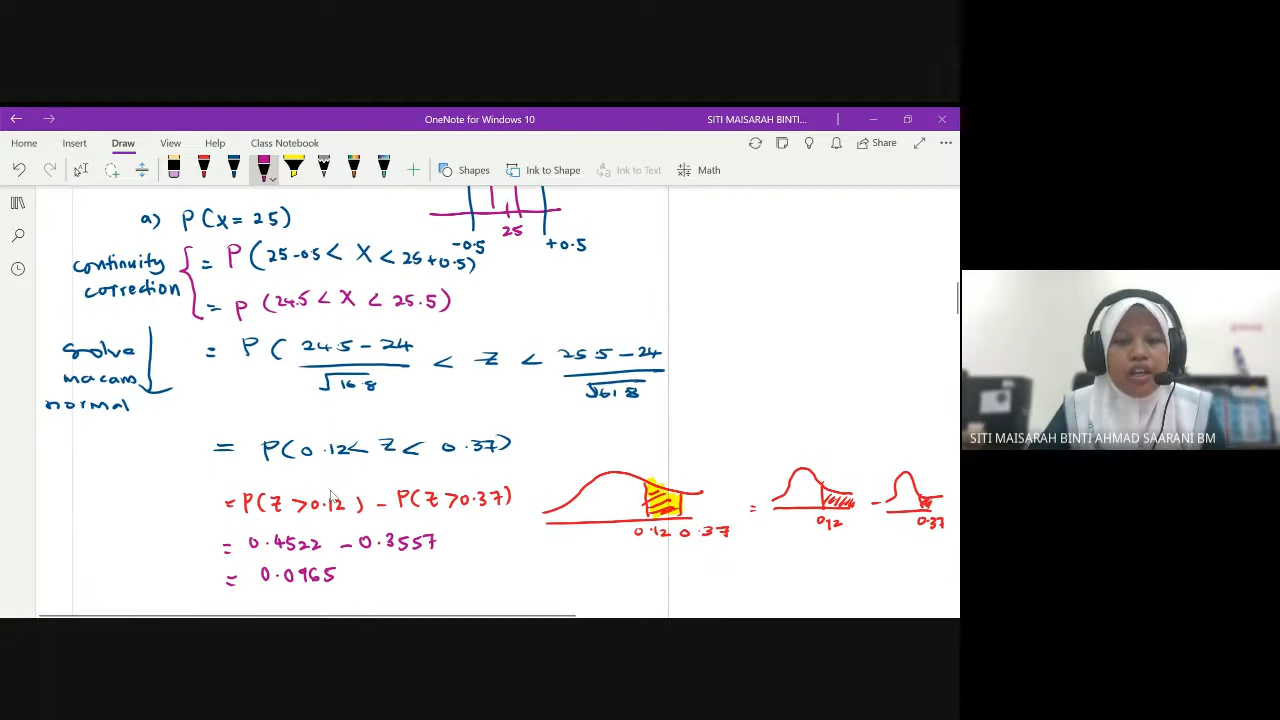 OneNote for Windows 10
SITI MAISARAH BINTI...
Home Insert Draw View Help Class Notebook
Share
Shapes Ink to Shape Ink to Text Math
a) P(X = 25)
25
-0.5 +0.5
continuity correction
= P(25-0.5 < X < 25+0.5)
= P(24.5 < X < 25.5)
solve macam normal
= P( (24.5 - 24)/√16.8 < Z < (25.5 - 24)/√61.8
= P(0.12 < Z < 0.37)
= P(Z > 0.12) - P(Z > 0.37)
0.12 0.37 = 0.12 - 0.37
= 0.4522 - 0.3557
= 0.0965
SITI MAISARAH BINTI AHMAD SAARANI BM